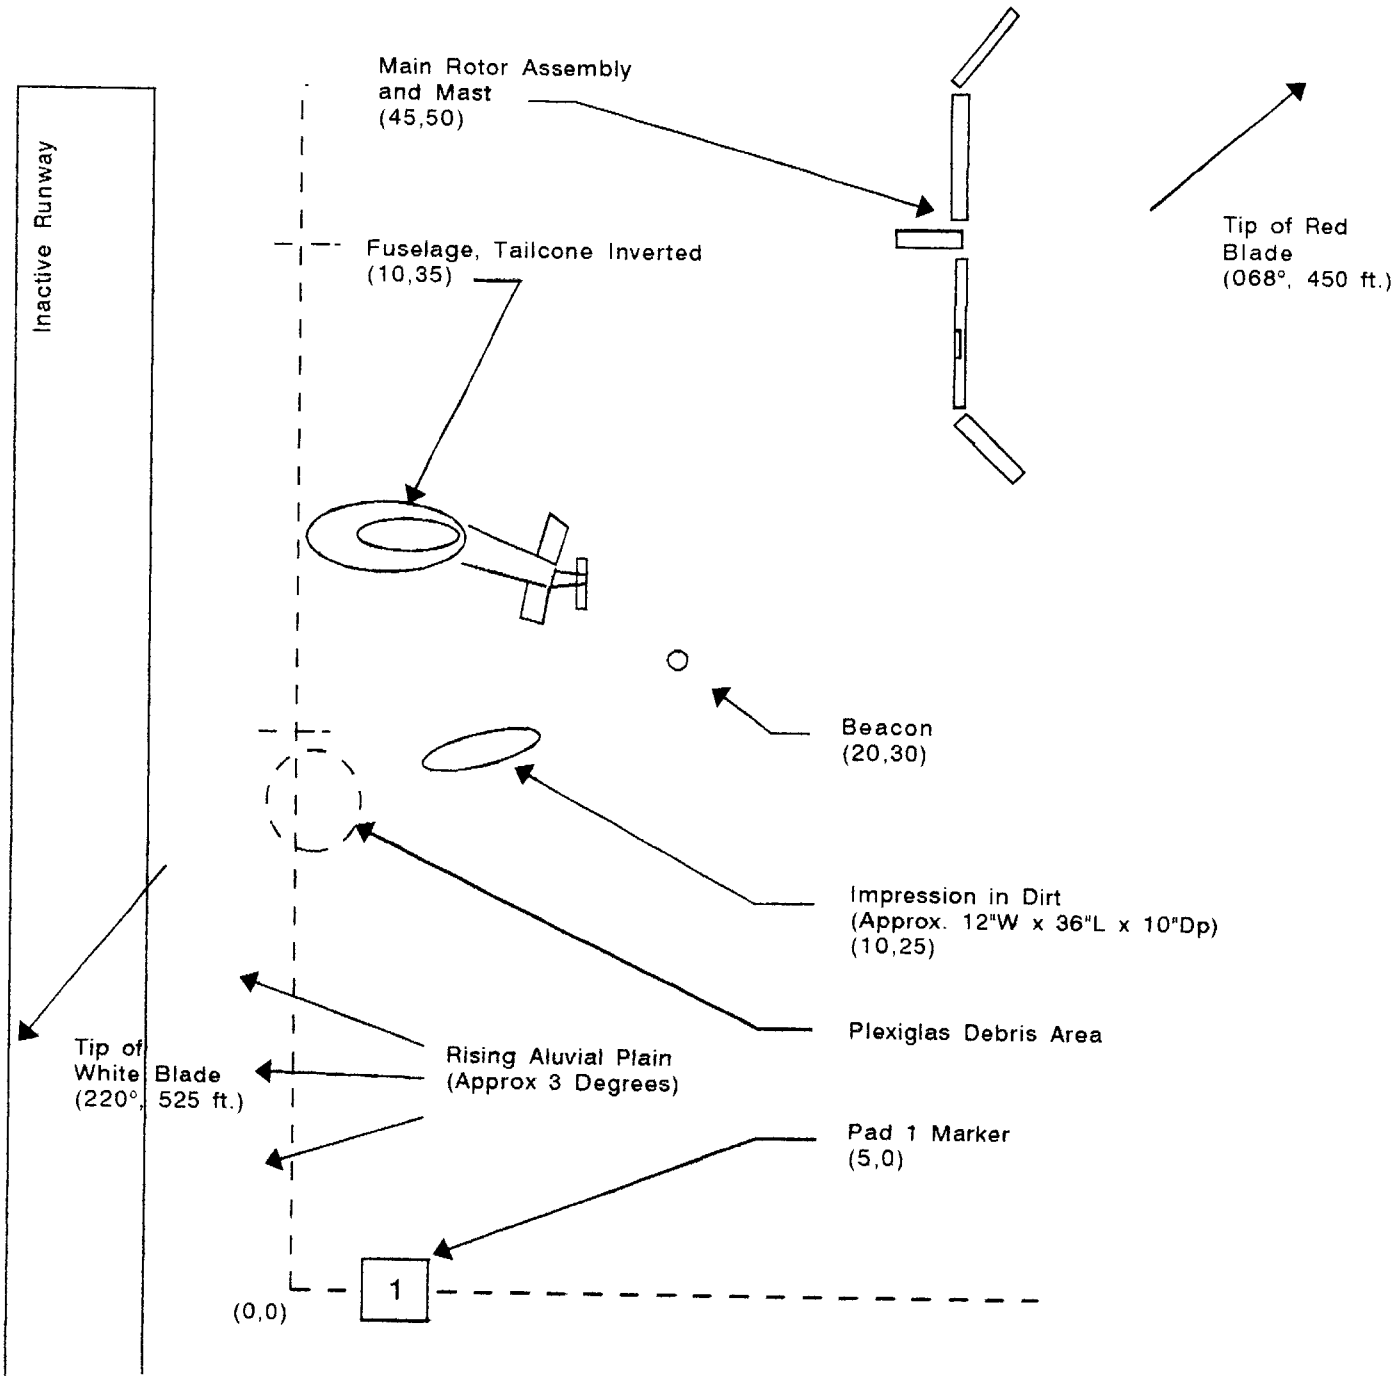 Main Rotor Assembly
and Mast
(45,50)
Inactive Runway
Tip of Red
Blade
(068°, 450 ft.)
Fuselage, Tailcone Inverted
(10,35)
Beacon
(20,30)
Impression in Dirt
(Approx. 12"W x 36"L x 10"Dp)
(10,25)
Plexiglas Debris Area
Tip of
White Blade
(220°, 525 ft.)
Rising Aluvial Plain
(Approx 3 Degrees)
Pad 1 Marker
(5,0)
1
(0,0)